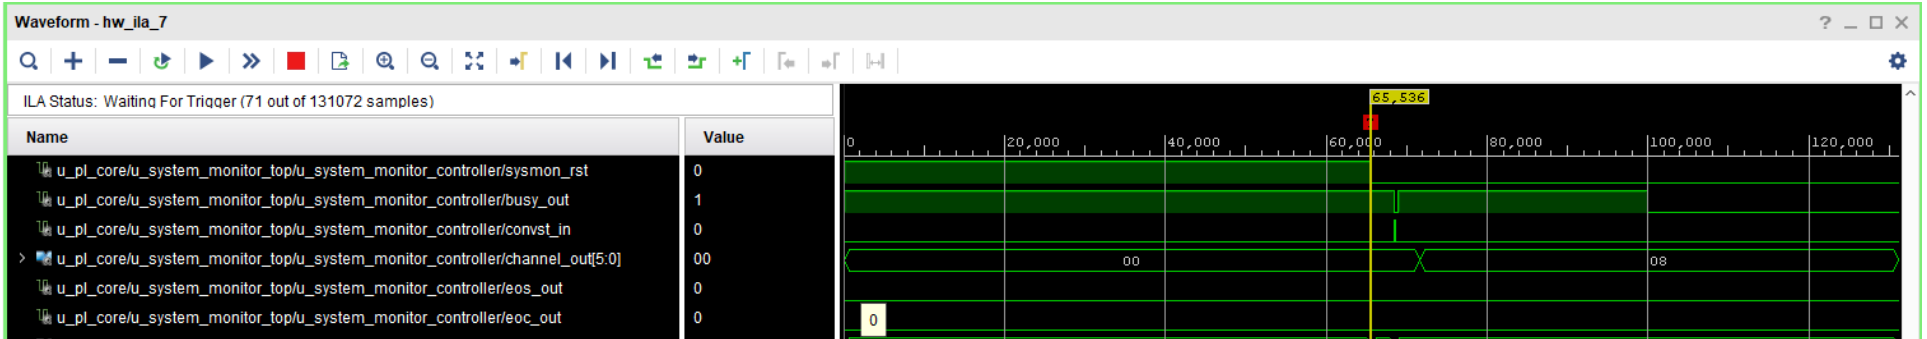 Waveform - hw_ila_7
ILA Status: Waiting For Trigger (71 out of 131072 samples)
65,536
Name Value
0 20,000 40,000 60,000 80,000 100,000 120,000
u_pl_core/u_system_monitor_top/u_system_monitor_controller/sysmon_rst 0
u_pl_core/u_system_monitor_top/u_system_monitor_controller/busy_out 1
u_pl_core/u_system_monitor_top/u_system_monitor_controller/convst_in 0
u_pl_core/u_system_monitor_top/u_system_monitor_controller/channel_out[5:0] 00 00 08
u_pl_core/u_system_monitor_top/u_system_monitor_controller/eos_out 0
u_pl_core/u_system_monitor_top/u_system_monitor_controller/eoc_out 0 0